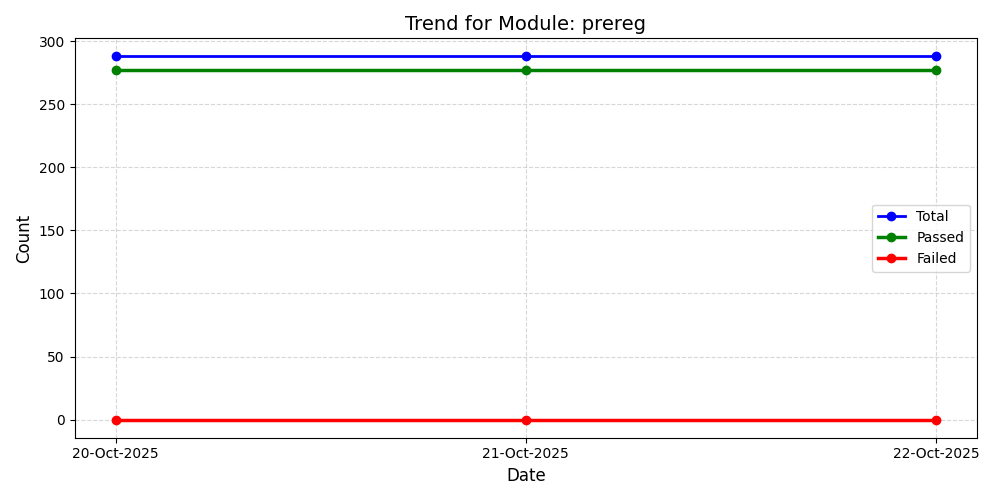 Trend for Module: prereg
300
250
200
150
100
50
0
Count
Total
Passed
Failed
20-Oct-2025
21-Oct-2025
22-Oct-2025
Date